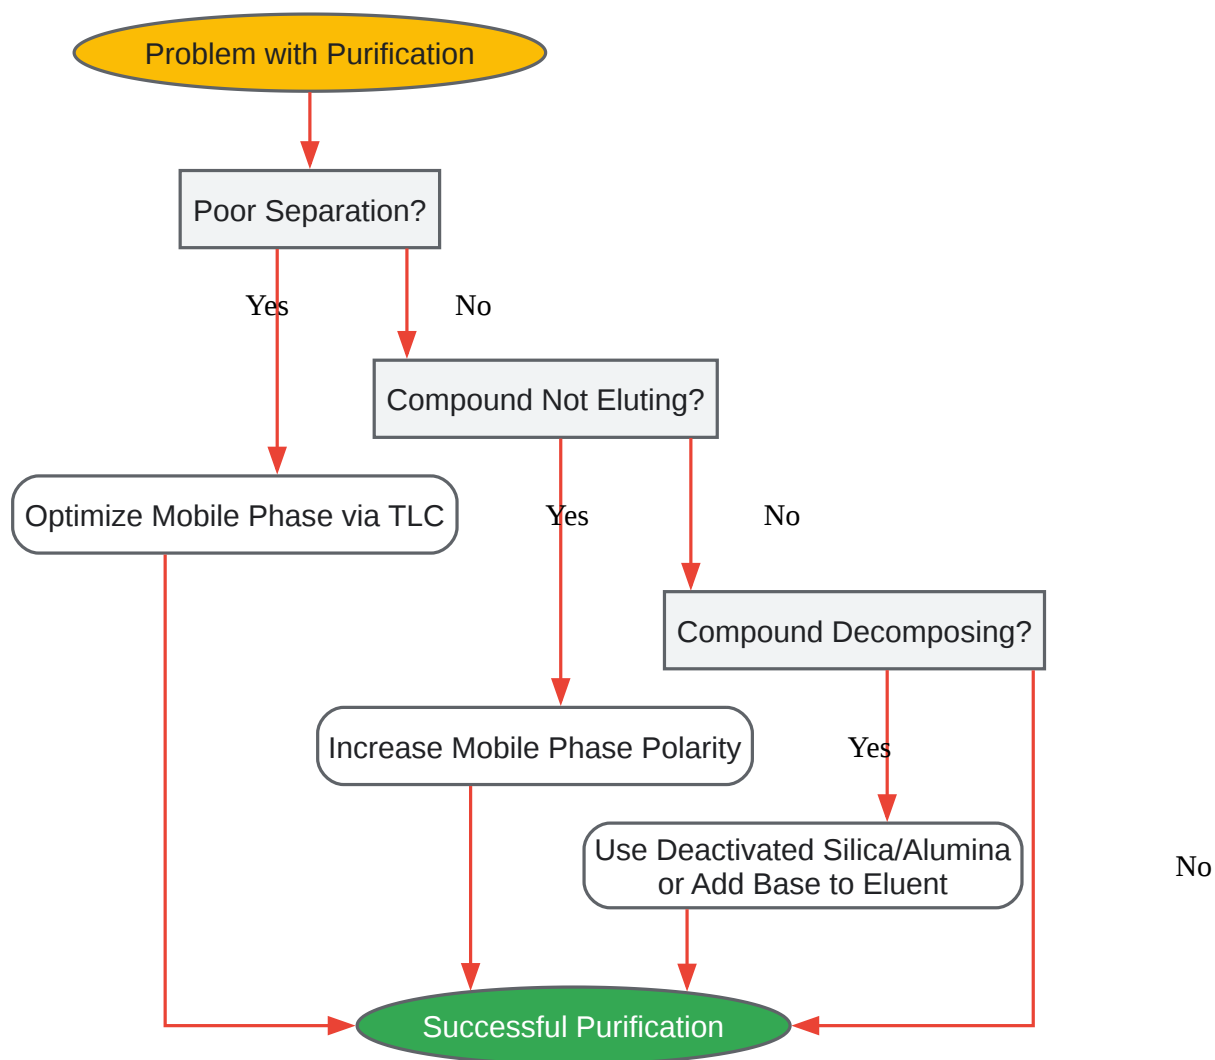 Problem with Purification
Poor Separation?
Yes
No
Compound Not Eluting?
Optimize Mobile Phase via TLC
Yes
No
Compound Decomposing?
Increase Mobile Phase Polarity
Yes
Use Deactivated Silica/Alumina
or Add Base to Eluent
No
Successful Purification